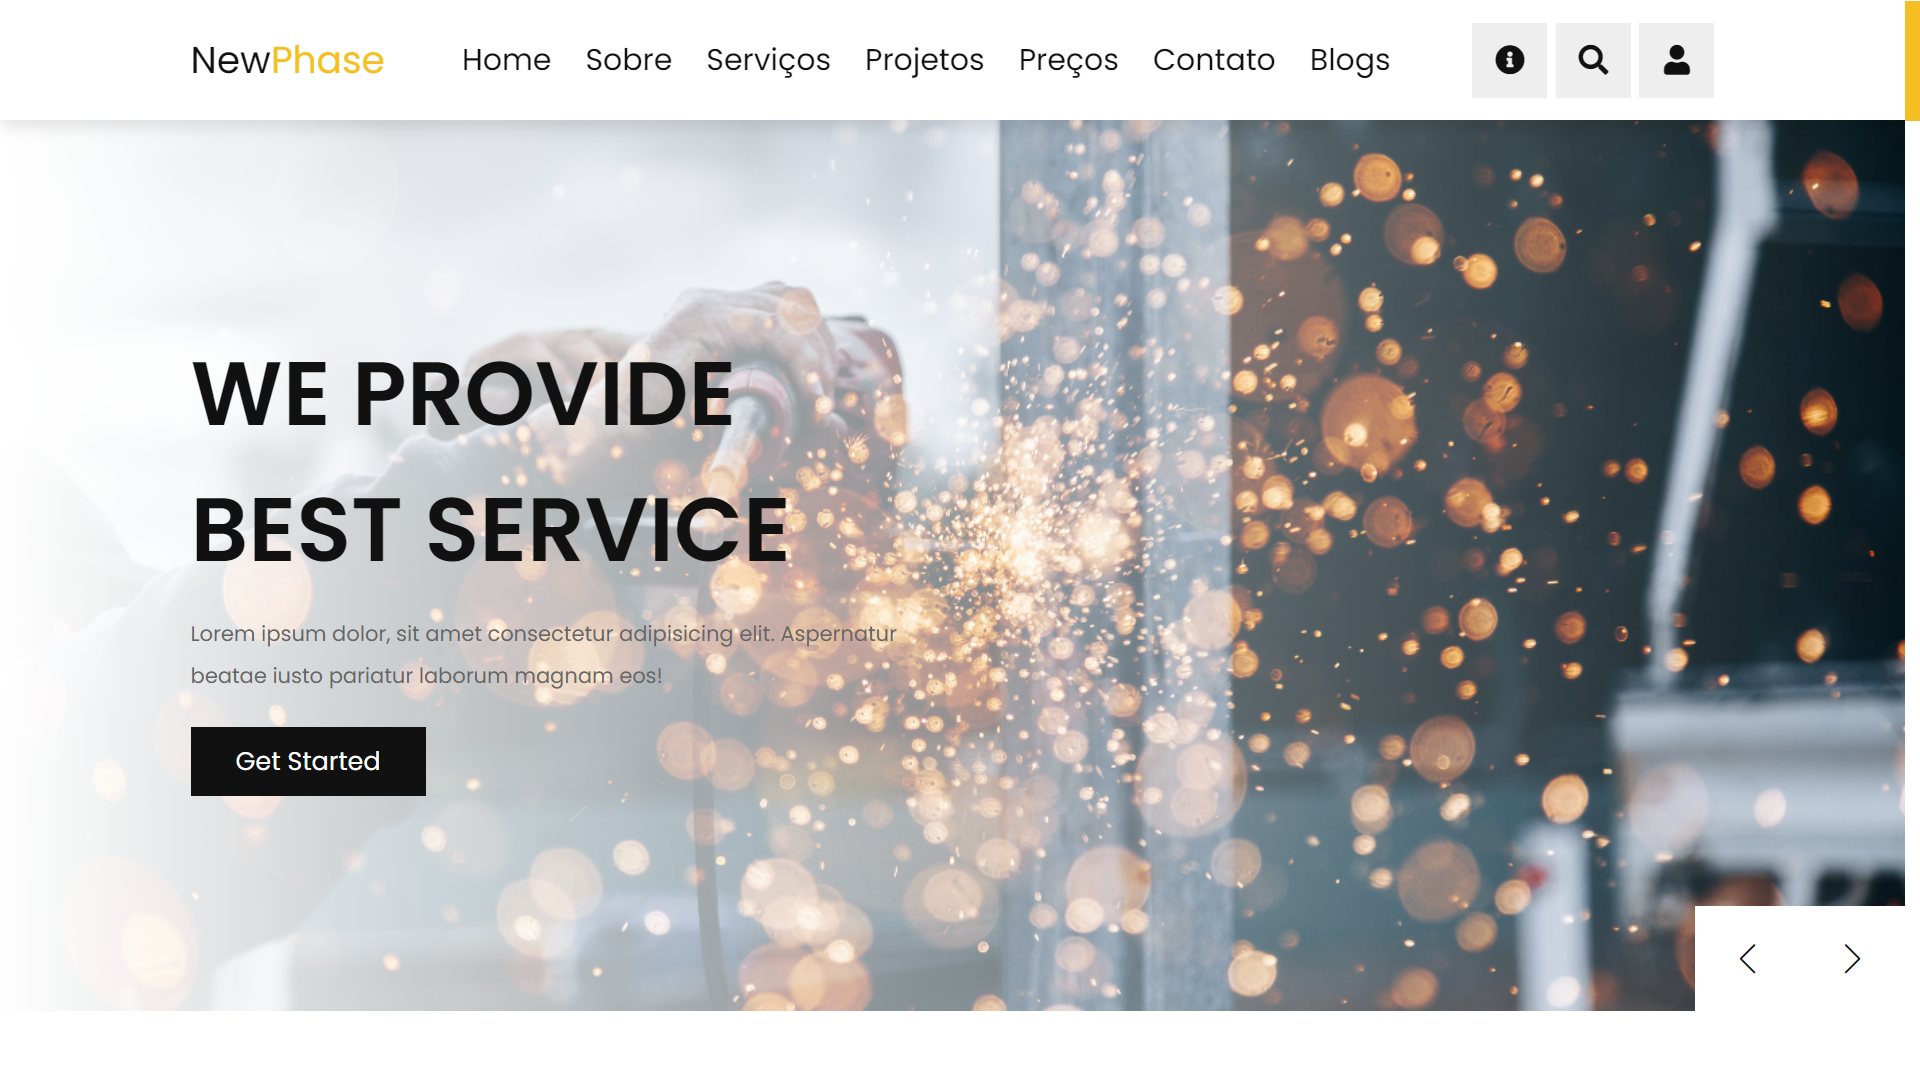 NewPhase Home Sobre Serviços Projetos Preços Contato Blogs
WE PROVIDE
BEST SERVICE
Lorem ipsum dolor, sit amet consectetur adipisicing elit. Aspernatur
beatae iusto pariatur laborum magnam eos!
Get Started